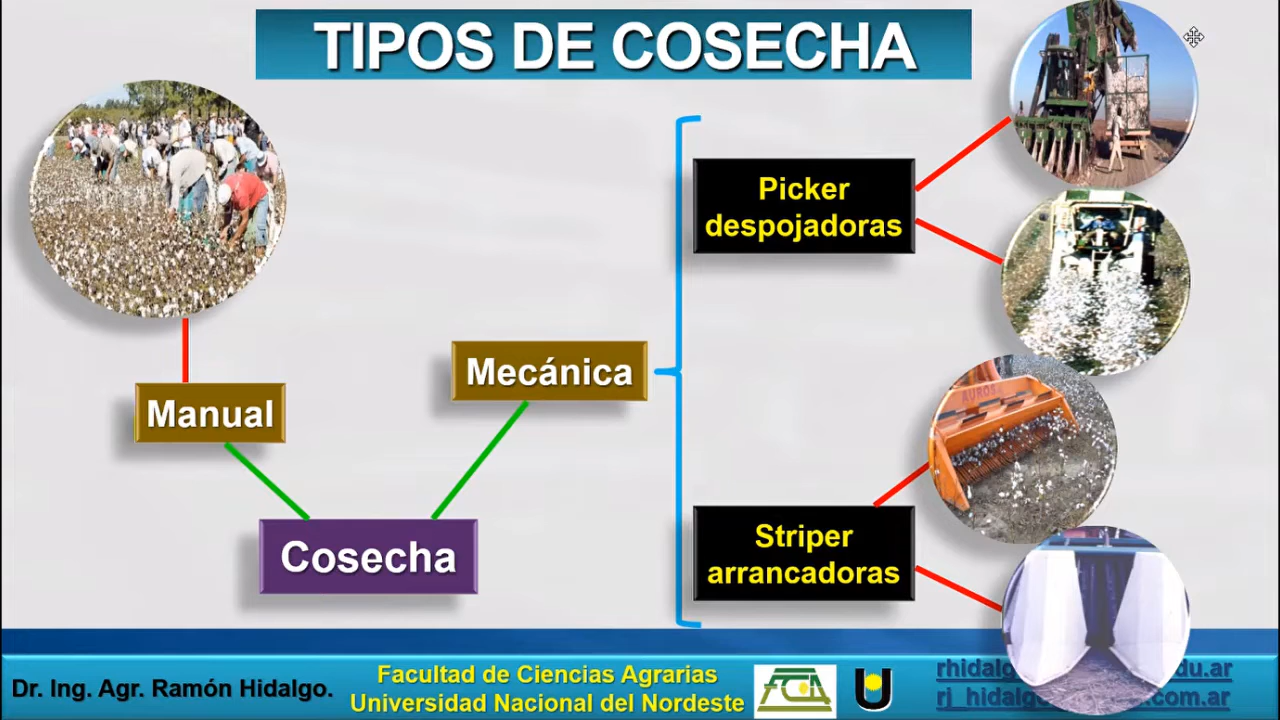 TIPOS DE COSECHA
Picker
despojadoras
Mecánica
Manual
Cosecha
Striper
arrancadoras
Dr. Ing. Agr. Ramón Hidalgo.
Facultad de Ciencias Agrarias
Universidad Nacional del Nordeste